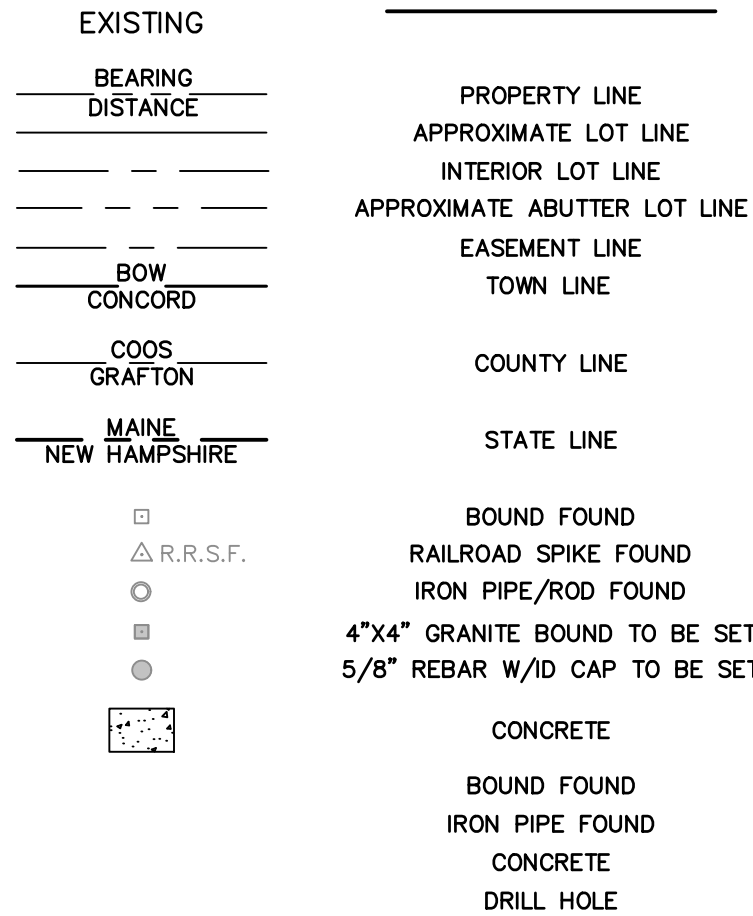 EXISTING
BEARING
DISTANCE
PROPERTY LINE
APPROXIMATE LOT LINE
INTERIOR LOT LINE
APPROXIMATE ABUTTER LOT LINE
EASEMENT LINE
BOW
CONCORD
TOWN LINE
COOS
GRAFTON
COUNTY LINE
MAINE
NEW HAMPSHIRE
STATE LINE
BOUND FOUND
R.R.S.F. RAILROAD SPIKE FOUND
IRON PIPE/ROD FOUND
4"X4" GRANITE BOUND TO BE SET
5/8" REBAR W/ID CAP TO BE SET
CONCRETE
BOUND FOUND
IRON PIPE FOUND
CONCRETE
DRILL HOLE